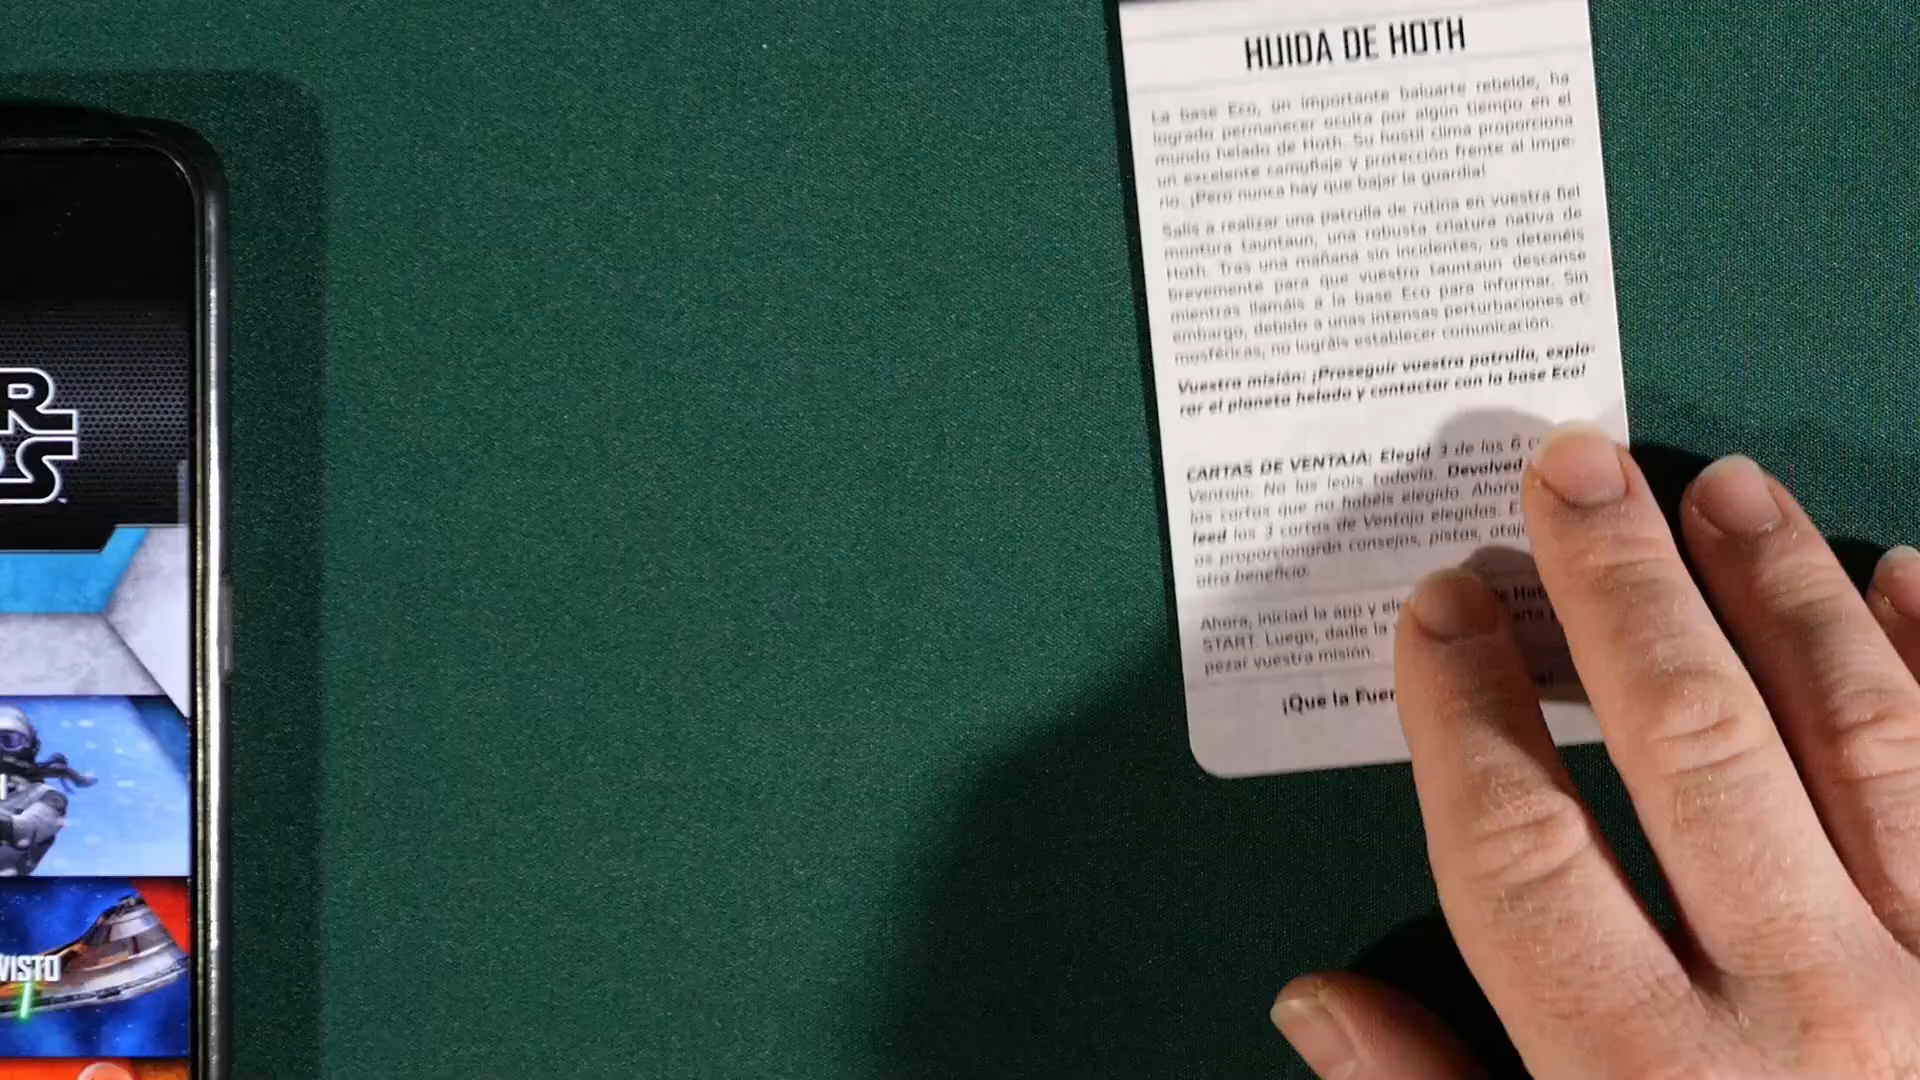 R
RS
VISTO
HUIDA DE HOTH
La base Eco, un importante baluarte rebelde, ha
logrado permanecer oculta por algún tiempo en el
mundo helado de Hoth. Su hostil clima proporciona
un excelente camuflaje y protección frente al Impe-
rio. ¡Pero nunca hay que bajar la guardia!
Salís a realizar una patrulla de rutina en vuestra fiel
montura tauntaun, una robusta criatura nativa de
Hoth. Tras una mañana sin incidentes, os detenéis
brevemente para que vuestro tauntaun descanse
mientras llamáis a la base Eco para informar. Sin
embargo, debido a unas intensas perturbaciones at-
mosféricas, no lográis establecer comunicación.
Vuestra misión: ¡Proseguir vuestra patrulla, explo-
rar el planeta helado y contactar con la base Eco!
CARTAS DE VENTAJA: Elegid 3 de las 6
Ventaja. No las leáis todavía. Devolved
las cartas que no habéis elegido. Ahora
leed las 3 cartas de Ventaja elegidas.
os proporcionarán consejos, pistas,
otro beneficio.
Ahora, iniciad la app y
START. Luego, dadle la
pezar vuestra misión.
¡Que la